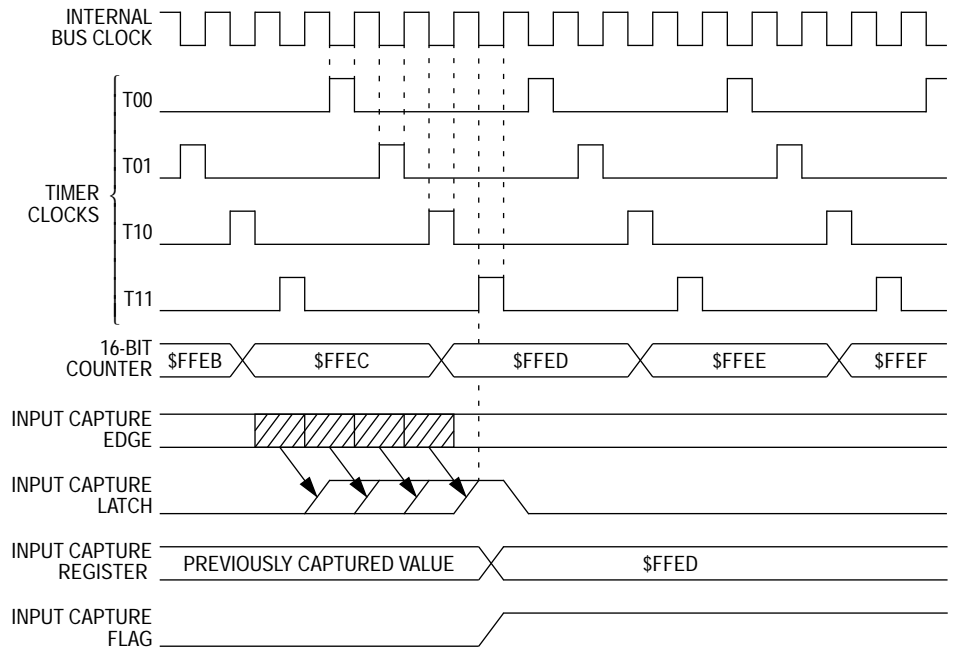 INTERNAL
BUS CLOCK
T00
T01
TIMER
CLOCKS
T10
T11
16-BIT
COUNTER
$FFEB
$FFEC
$FFED
$FFEE
$FFEF
INPUT CAPTURE
EDGE
INPUT CAPTURE
LATCH
INPUT CAPTURE
REGISTER
PREVIOUSLY CAPTURED VALUE
$FFED
INPUT CAPTURE
FLAG